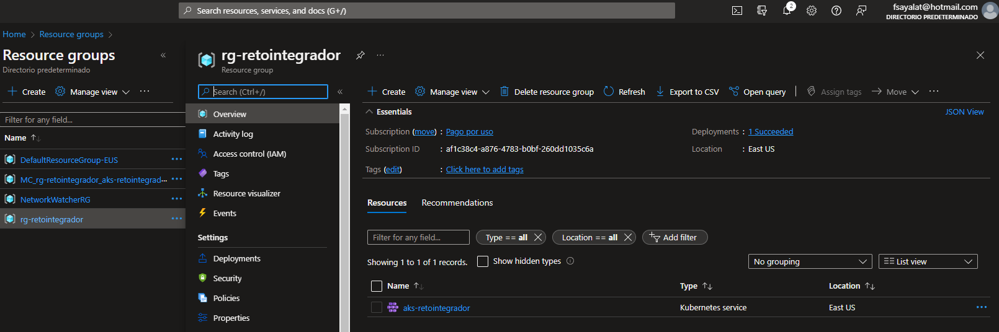 Search resources, services, and docs (G+/)
2
fsayalat@hotmail.com
DIRECTORIO PREDETERMINADO
Home > Resource groups >
Resource groups
Directorio predeterminado
Create Manage view ...
Filter for any field...
Name
DefaultResourceGroup-EUS ...
MC_rg-retointegrador_aks-retointegrad... ...
NetworkWatcherRG ...
rg-retointegrador ...
rg-retointegrador ...
Resource group
Search (Ctrl+/)
Overview
Activity log
Access control (IAM)
Tags
Resource visualizer
Events
Settings
Deployments
Security
Policies
Properties
Create Manage view Delete resource group Refresh Export to CSV Open query Assign tags Move ...
Essentials JSON View
Subscription (move) : Pago por uso
Deployments : 1 Succeeded
Subscription ID : af1c38c4-a876-4783-b0bf-260dd1035c6a
Location : East US
Tags (edit) : Click here to add tags
Resources Recommendations
Filter for any field... Type == all Location == all Add filter
Showing 1 to 1 of 1 records. Show hidden types No grouping List view
Name Type Location
aks-retointegrador Kubernetes service East US ...